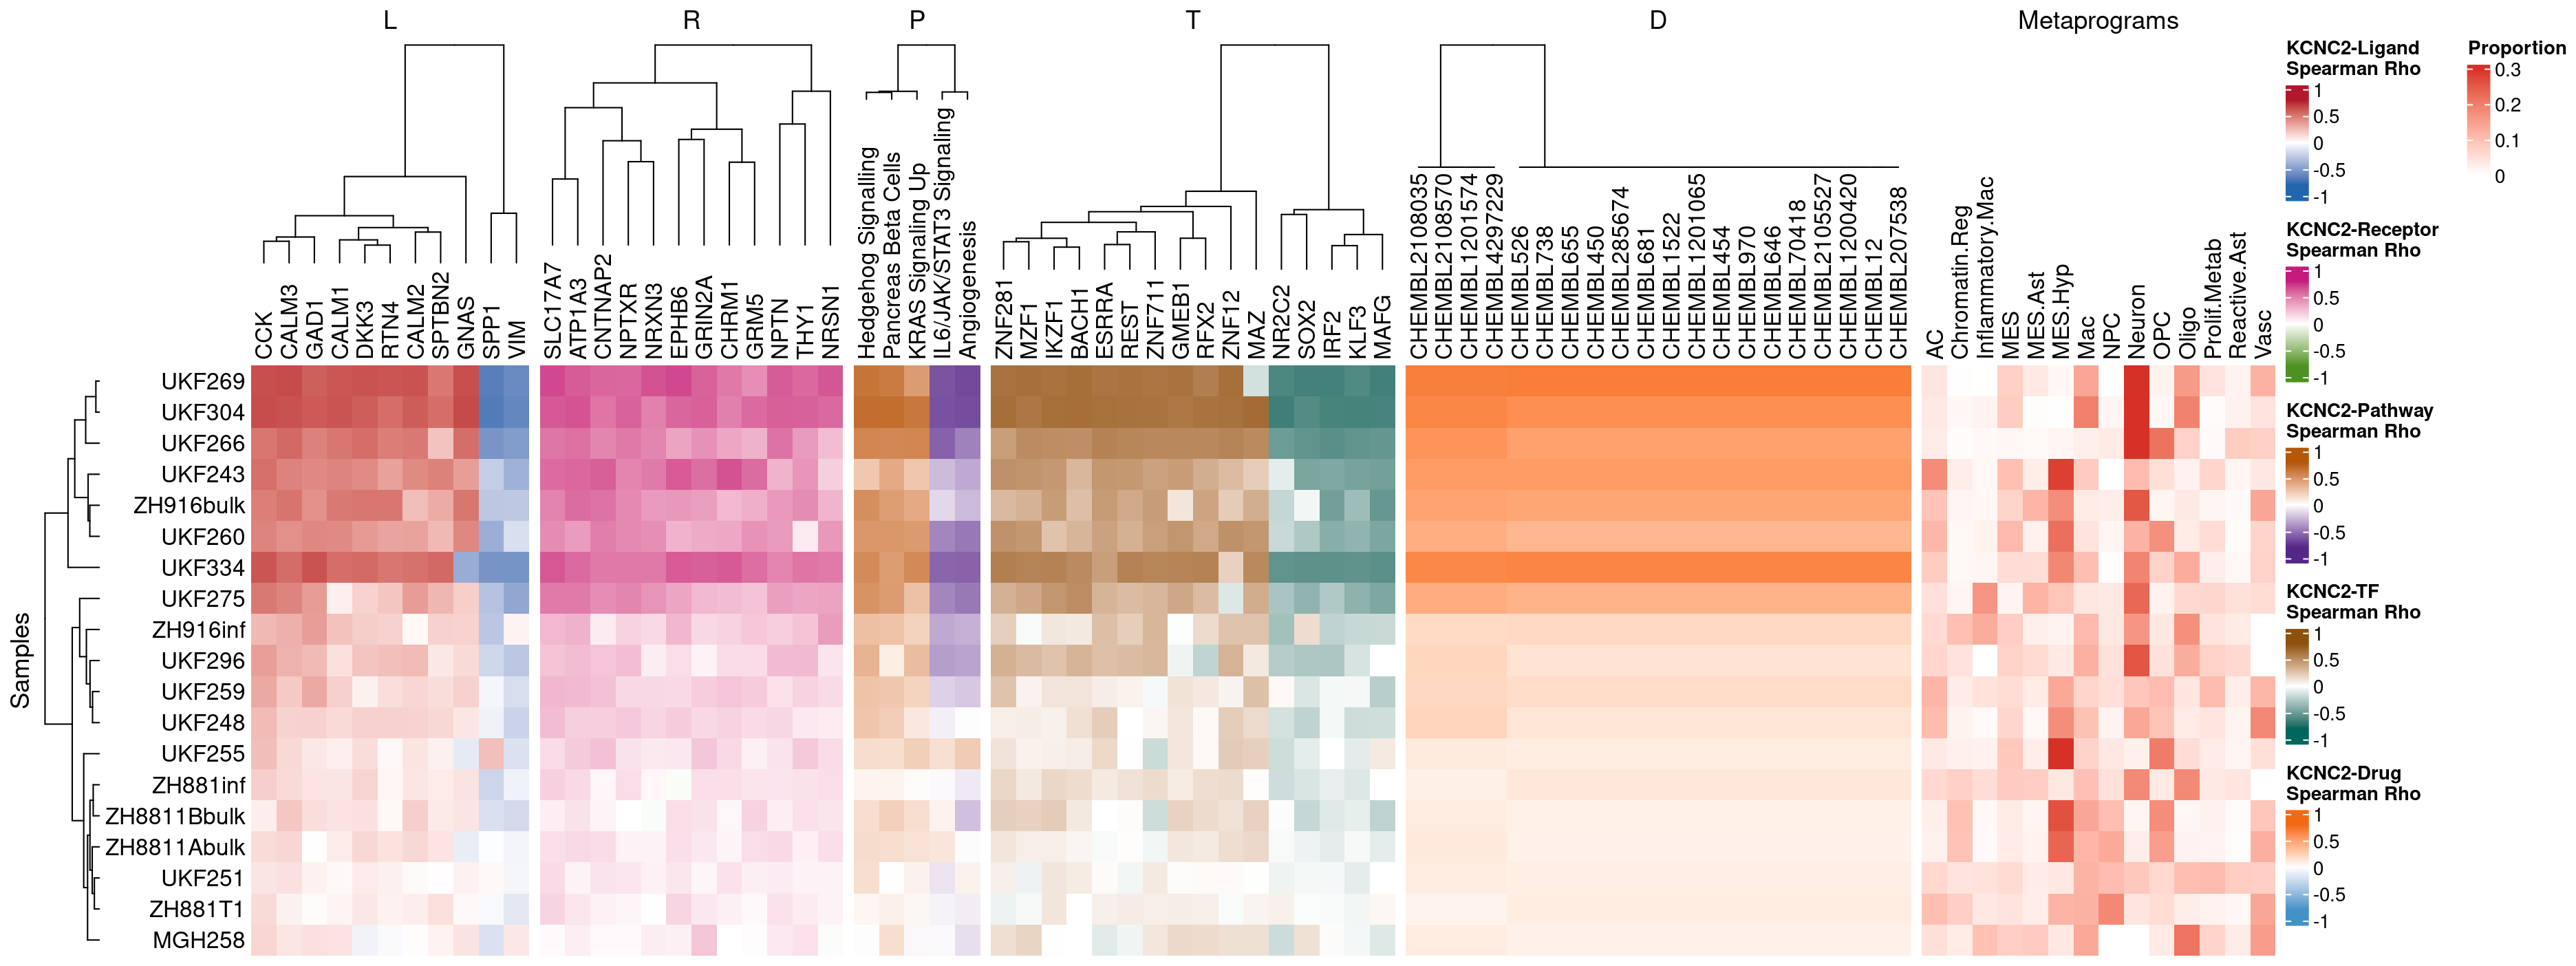 L
R
P
T
D
Metaprograms
CCK
CALM3
GAD1
CALM1
DKK3
RTN4
CALM2
SPTBN2
GNAS
SPP1
VIM
SLC17A7
ATP1A3
CNTNAP2
NPTXR
NRXN3
EPHB6
GRIN2A
CHRM1
GRM5
NPTN
THY1
NRSN1
Hedgehog Signalling
Pancreas Beta Cells
KRAS Signaling Up
IL6/JAK/STAT3 Signaling
Angiogenesis
ZNF281
MZF1
IKZF1
BACH1
ESRRA
REST
ZNF711
GMEB1
RFX2
ZNF12
MAZ
NR2C2
SOX2
IRF2
KLF3
MAFG
CHEMBL2108035
CHEMBL2108570
CHEMBL1201574
CHEMBL4297229
CHEMBL526
CHEMBL738
CHEMBL655
CHEMBL450
CHEMBL285674
CHEMBL681
CHEMBL1522
CHEMBL1201065
CHEMBL454
CHEMBL970
CHEMBL646
CHEMBL70418
CHEMBL2105527
CHEMBL1200420
CHEMBL12
CHEMBL207538
AC
Chromatin.Reg
Inflammatory.Mac
MES
MES.Ast
MES.Hyp
Mac
NPC
Neuron
OPC
Oligo
Prolif.Metab
Reactive.Ast
Vasc
Samples
UKF269
UKF304
UKF266
UKF243
ZH916bulk
UKF260
UKF334
UKF275
ZH916inf
UKF296
UKF259
UKF248
UKF255
ZH881inf
ZH8811Bbulk
ZH8811Abulk
UKF251
ZH881T1
MGH258
KCNC2-Ligand
Spearman Rho
1
0.5
0
-0.5
-1
KCNC2-Receptor
Spearman Rho
1
0.5
0
-0.5
-1
KCNC2-Pathway
Spearman Rho
1
0.5
0
-0.5
-1
KCNC2-TF
Spearman Rho
1
0.5
0
-0.5
-1
KCNC2-Drug
Spearman Rho
1
0.5
0
-0.5
-1
Proportion
0.3
0.2
0.1
0